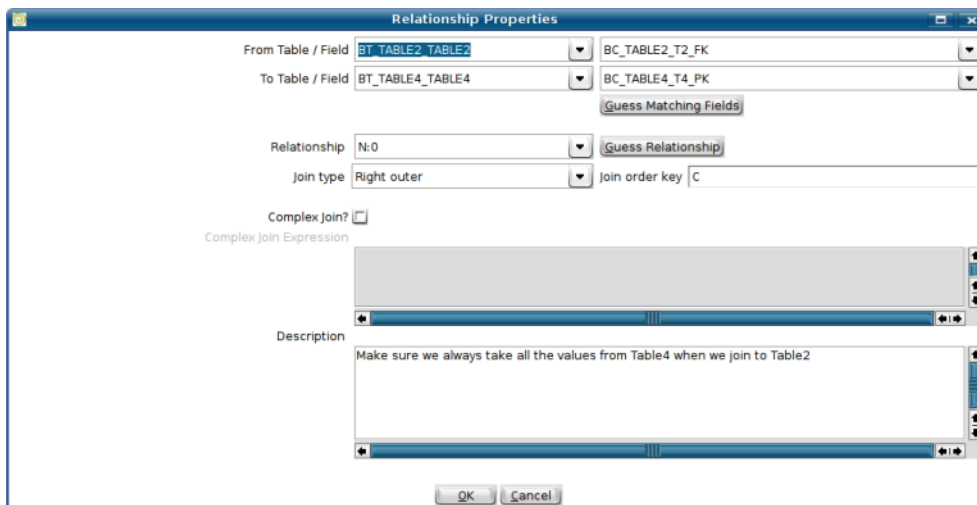 Relationship Properties
From Table / Field BT_TABLE2_TABLE2 BC_TABLE2_T2_FK
To Table / Field BT_TABLE4_TABLE4 BC_TABLE4_T4_PK
Guess Matching Fields
Relationship N:0 Guess Relationship
Join type Right outer Join order key C
Complex Join?
Complex Join Expression
Description
Make sure we always take all the values from Table4 when we join to Table2
OK Cancel